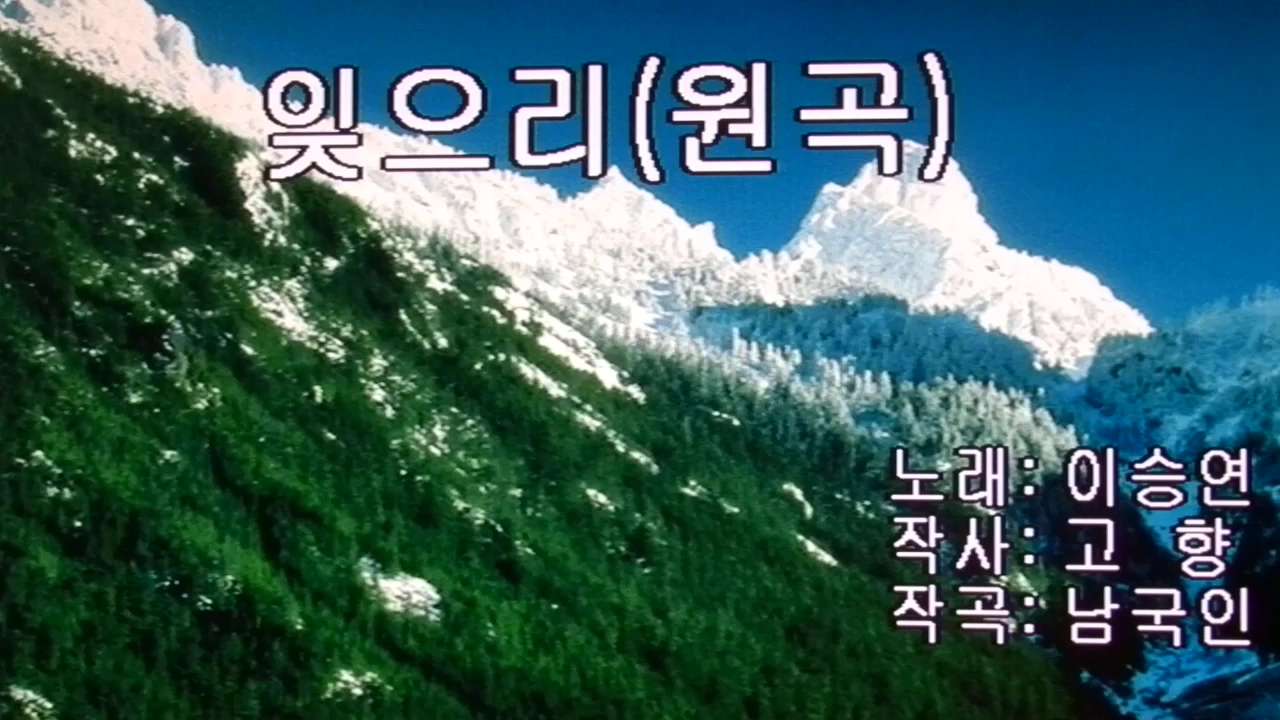 잊으리(원곡)
노래: 이승연
작사: 고 향
작곡: 남국인